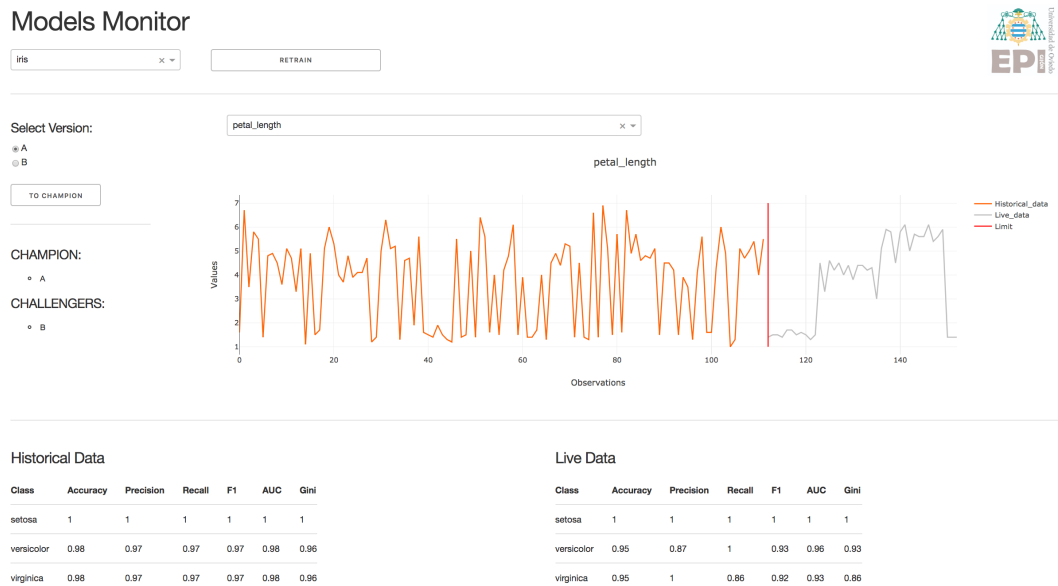 Models Monitor
iris
RETRAIN
EPI
GIJÓN
Universidad de Oviedo
Select Version:
A
B
TO CHAMPION
CHAMPION:
A
CHALLENGERS:
B
petal_length
petal_length
Historical_data
Live_data
Limit
Values
7
6
5
4
3
2
1
0 20 40 60 80 100 120 140
Observations
Historical Data
Class Accuracy Precision Recall F1 AUC Gini
setosa 1 1 1 1 1 1
versicolor 0.98 0.97 0.97 0.97 0.98 0.96
virginica 0.98 0.97 0.97 0.97 0.98 0.96
Live Data
Class Accuracy Precision Recall F1 AUC Gini
setosa 1 1 1 1 1 1
versicolor 0.95 0.87 1 0.93 0.96 0.93
virginica 0.95 1 0.86 0.92 0.93 0.86